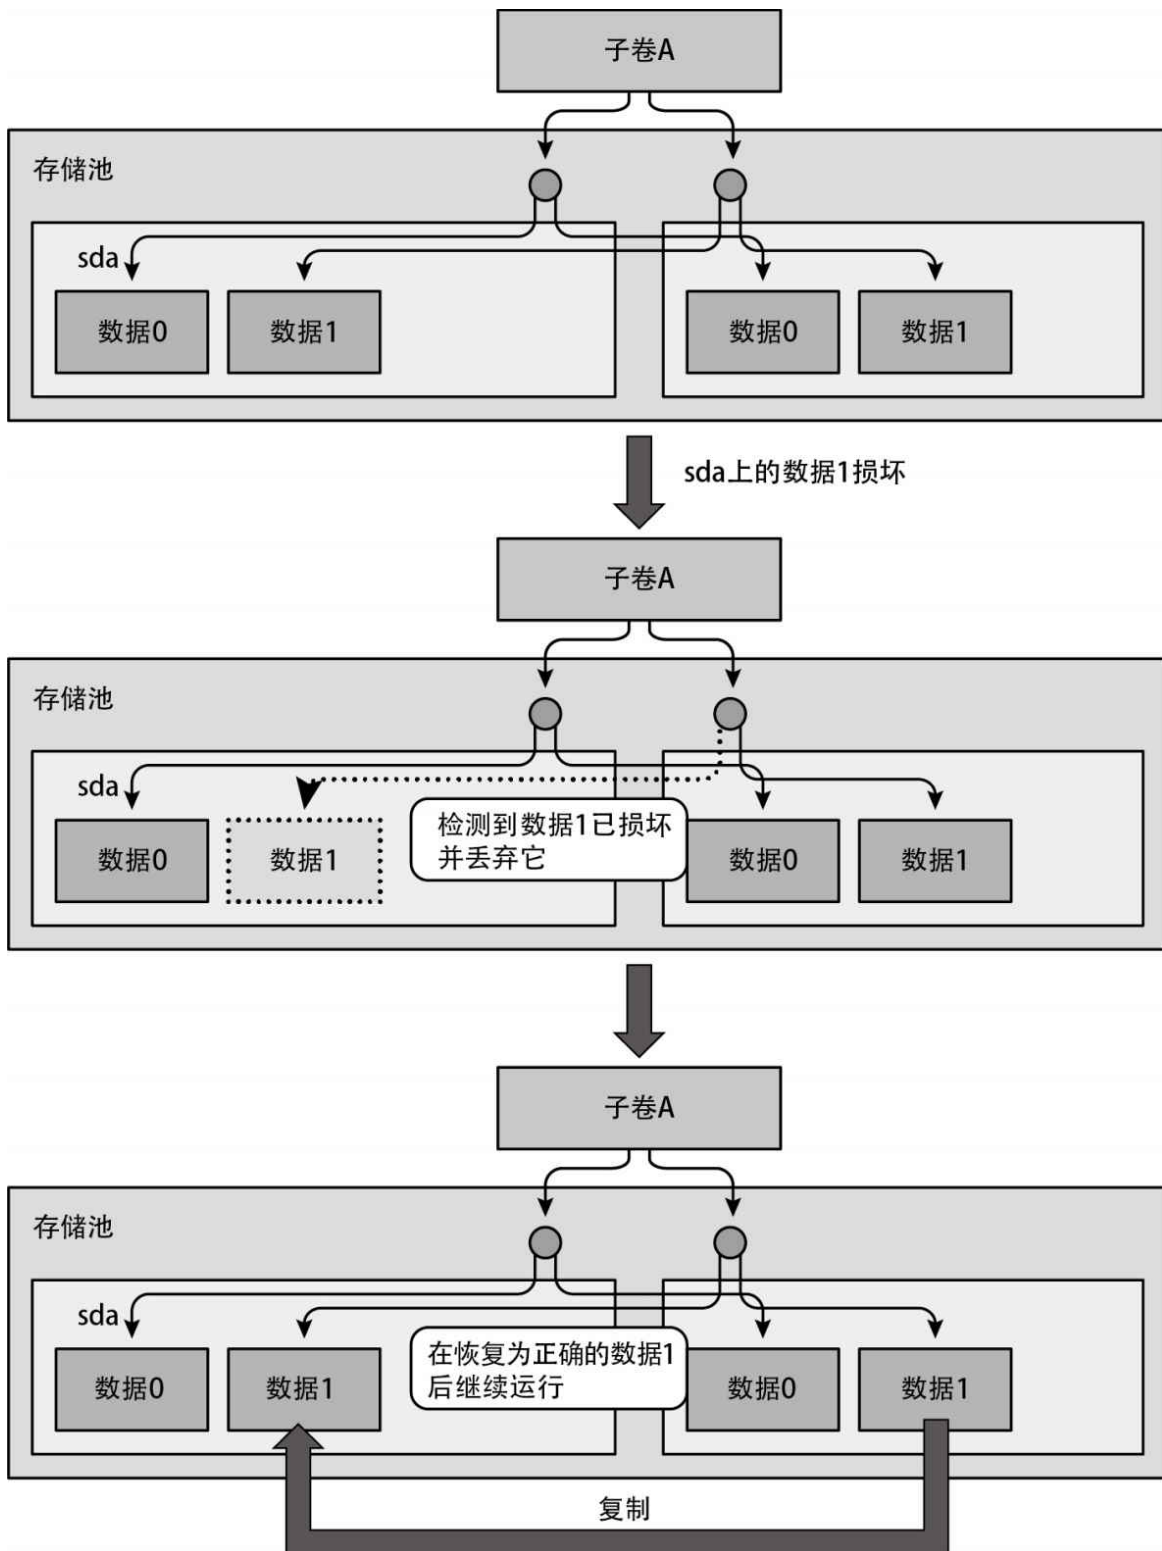 子卷A
存储池
sda
数据0
数据1
数据0
数据1
sda上的数据1损坏
子卷A
存储池
sda
检测到数据1已损坏
并丢弃它
数据0
数据1
数据0
数据1
子卷A
存储池
sda
在恢复为正确的数据1
后继续运行
数据0
数据1
数据0
数据1
复制